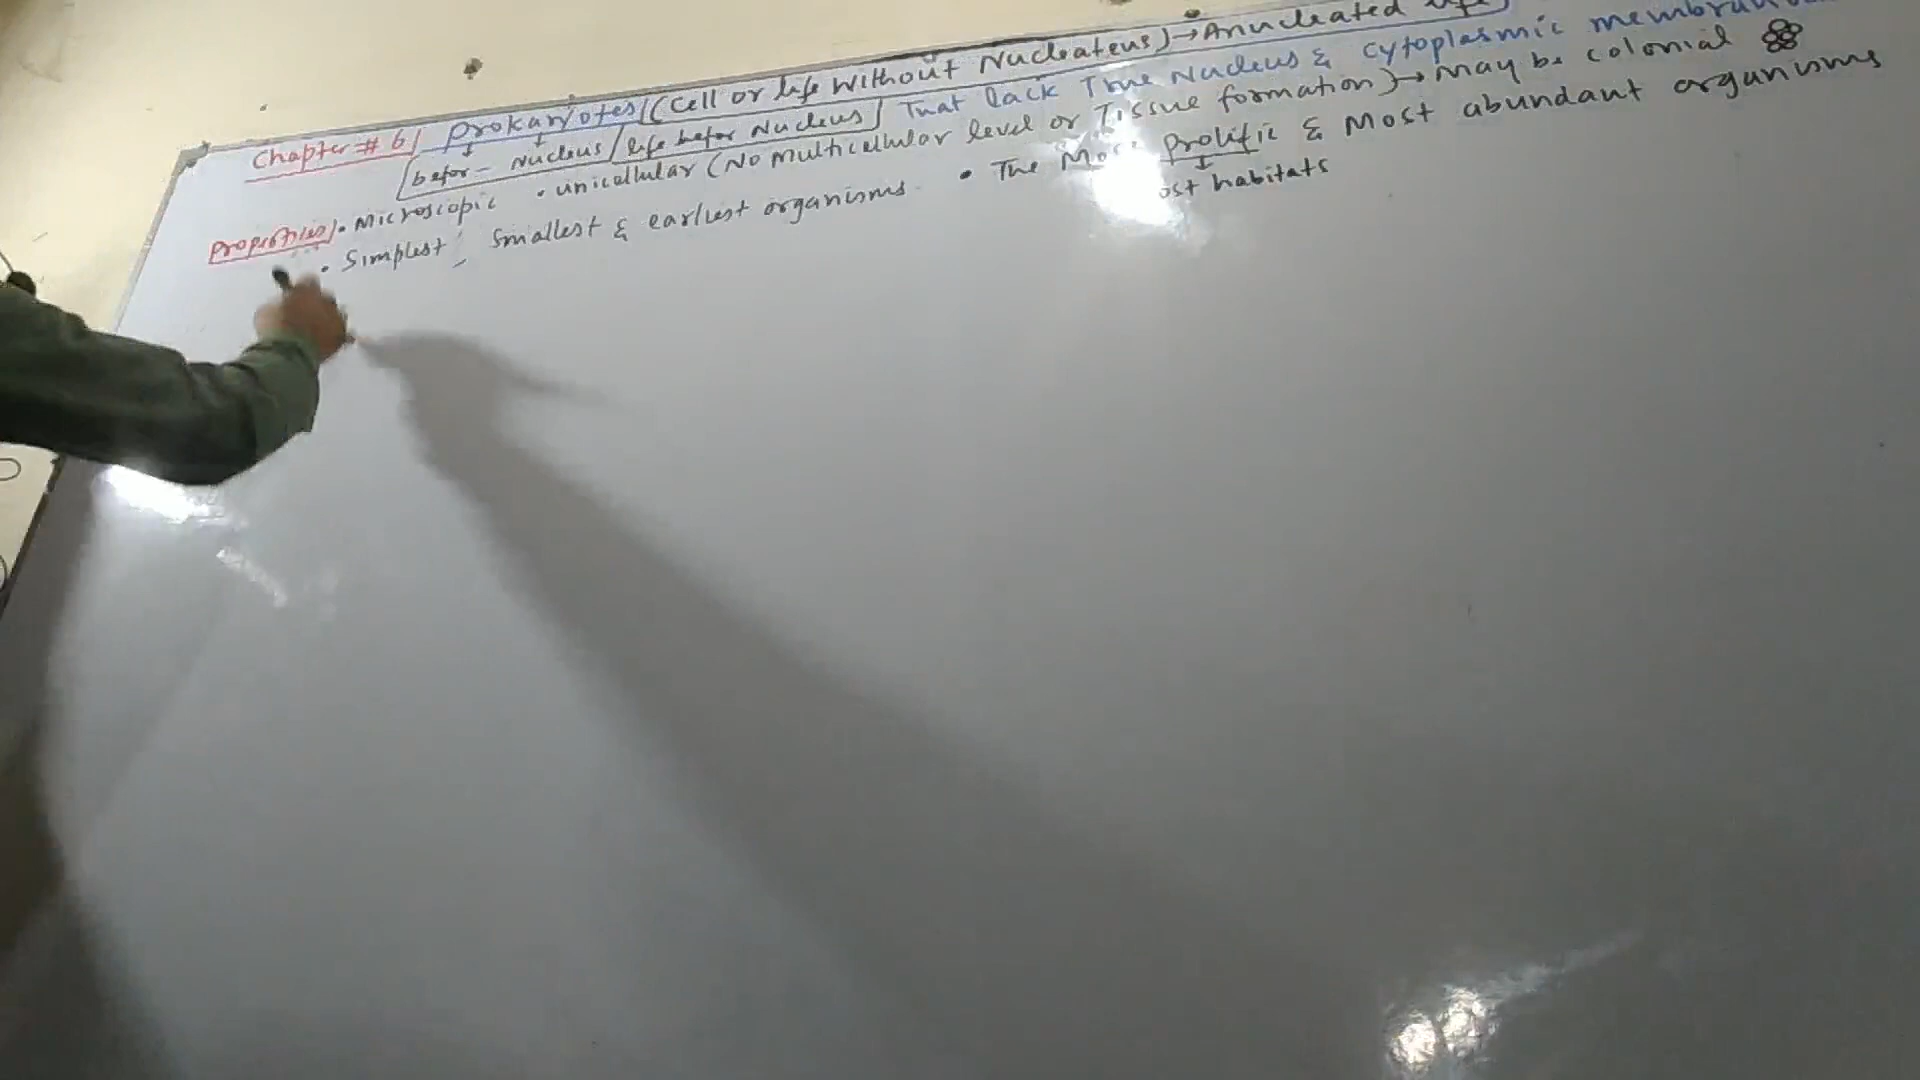 Chapter # 6/ Prokaryotes/(Cell or life without Nucleateus)→Anucleated life
befor- Nucleus/life befor Nucleus/ That lack True Nucleus & cytoplasmic
Properties/. Microscopic . unicellular (No multicellular level or Tissue formation)→may be colonial
. Simplest, smallest & earliest organisms. • The Most prolific & Most abundant organisms
ost habitats